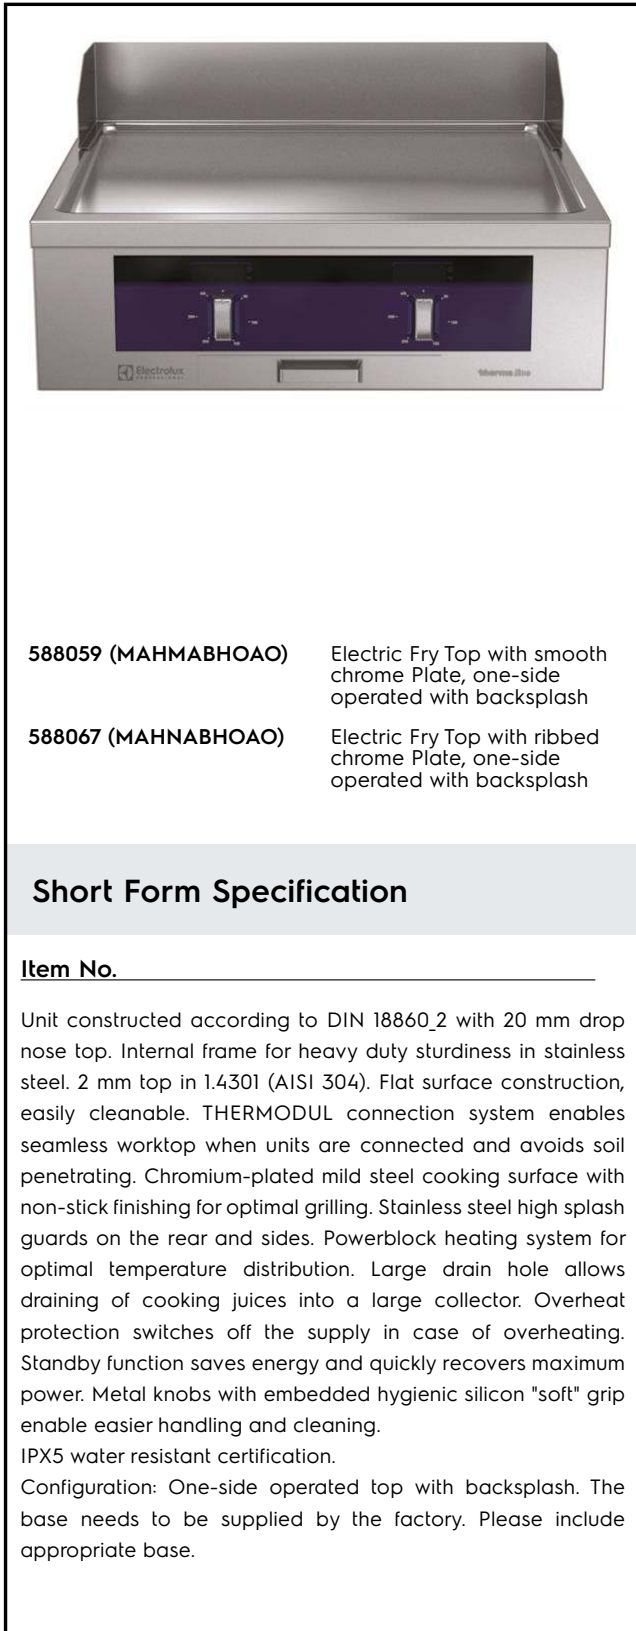 Electrolux
PROFESSIONAL
thermaline
588059 (MAHMABHOAO)
Electric Fry Top with smooth
chrome Plate, one-side
operated with backsplash
588067 (MAHNABHOAO)
Electric Fry Top with ribbed
chrome Plate, one-side
operated with backsplash
Short Form Specification
Item No.
Unit constructed according to DIN 18860_2 with 20 mm drop
nose top. Internal frame for heavy duty sturdiness in stainless
steel. 2 mm top in 1.4301 (AISI 304). Flat surface construction,
easily cleanable. THERMODUL connection system enables
seamless worktop when units are connected and avoids soil
penetrating. Chromium-plated mild steel cooking surface with
non-stick finishing for optimal grilling. Stainless steel high splash
guards on the rear and sides. Powerblock heating system for
optimal temperature distribution. Large drain hole allows
draining of cooking juices into a large collector. Overheat
protection switches off the supply in case of overheating.
Standby function saves energy and quickly recovers maximum
power. Metal knobs with embedded hygienic silicon "soft" grip
enable easier handling and cleaning.
IPX5 water resistant certification.
Configuration: One-side operated top with backsplash. The
base needs to be supplied by the factory. Please include
appropriate base.